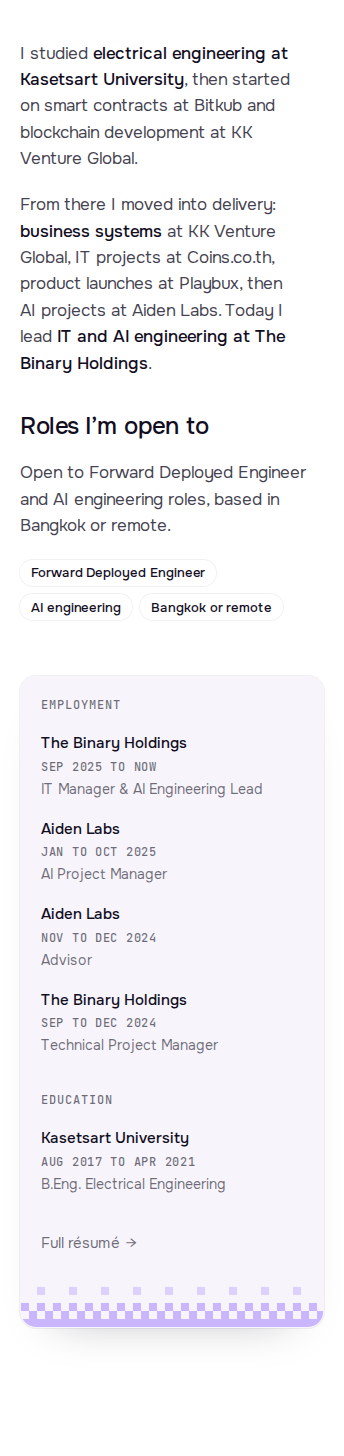 I studied electrical engineering at
Kasetsart University, then started
on smart contracts at Bitkub and
blockchain development at KK
Venture Global.
From there I moved into delivery:
business systems at KK Venture
Global, IT projects at Coins.co.th,
product launches at Playbux, then
AI projects at Aiden Labs. Today I
lead IT and AI engineering at The
Binary Holdings.
Roles I’m open to
Open to Forward Deployed Engineer
and AI engineering roles, based in
Bangkok or remote.
Forward Deployed Engineer
AI engineering
Bangkok or remote
EMPLOYMENT
The Binary Holdings
SEP 2025 TO NOW
IT Manager & AI Engineering Lead
Aiden Labs
JAN TO OCT 2025
AI Project Manager
Aiden Labs
NOV TO DEC 2024
Advisor
The Binary Holdings
SEP TO DEC 2024
Technical Project Manager
EDUCATION
Kasetsart University
AUG 2017 TO APR 2021
B.Eng. Electrical Engineering
Full résumé →